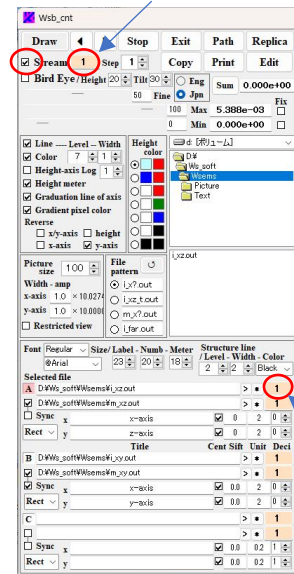 Wsb_cnt
Draw Stop Exit Path Replica
Stream 1 Step 1 Copy Print Edit
Bird Eye / Height 20 Tilt 30 Eng Sum 0.000e+00
50 Fine Jpn Fix
100 Max 5.388e-03
0 Min 0.000e+00
Line ---- Level -- Width Height color d: [ボリューム]
Color 7 1 D:¥
Height-axis Log 1 Ws_soft
Height meter Wsems
Graduation line of axis Picture
Gradient pixel color Text
Reverse
x/y-axis height
x-axis y-axis
i_xz.out
Picture size 100 File pattern
Width - amp
x-axis 1.0 ×10.0274 i_x?.out
y-axis 1.0 ×10.0000 i_xz_t.out
m_x?.out
Restricted view i_far.out
Font Regular Size/ Label - Numb - Meter Structure line / Level - Width - Color
@Arial 23 20 18 2 2 Black
Selected file
A D:¥Ws_soft¥Wsems¥i_xz.out > * 1
D:¥Ws_soft¥Wsems¥m_xz.out > * 1
Sync x x-axis 0 2 0
Rect y z-axis 0 2 0
Title Cent Sift Unit Deci
B D:¥Ws_soft¥Wsems¥i_xy.out > * 1
D:¥Ws_soft¥Wsems¥m_xy.out > * 1
Sync x x-axis 0.0 2 0
Rect y y-axis 0.0 2 0
C > * 1
> * 1
Sync x 0.0 0.2 1
Rect y 0.0 0.2 1